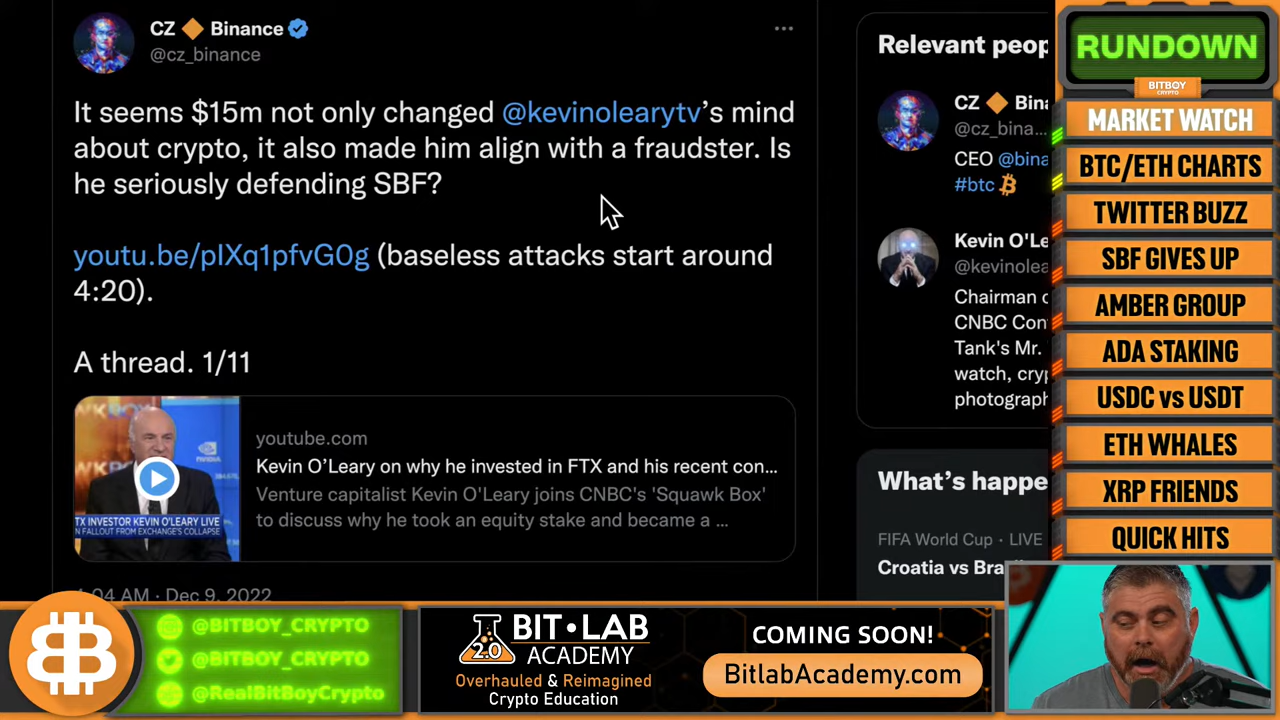 CZ 🔶 Binance
@cz_binance
It seems $15m not only changed @kevinolearytv's mind
about crypto, it also made him align with a fraudster. Is
he seriously defending SBF?
youtu.be/pIXq1pfvG0g (baseless attacks start around
4:20).
A thread. 1/11
youtube.com
Kevin O'Leary on why he invested in FTX and his recent con...
Venture capitalist Kevin O'Leary joins CNBC's 'Squawk Box'
to discuss why he took an equity stake and became a ...
TX INVESTOR KEVIN O'LEARY LIVE
N FALLOUT FROM EXCHANGE'S COLLAPSE
NVIDIA
4:04 AM · Dec 9, 2022
Relevant peop
CZ 🔶 Bina
@cz_bina...
CEO @bina
#btc
Kevin O'Le
@kevinolea
Chairman o
CNBC Con
Tank's Mr.
watch, cryp
photograph
What's happe
FIFA World Cup · LIVE
Croatia vs Bra
RUNDOWN
BITBOY
CRYPTO
MARKET WATCH
BTC/ETH CHARTS
TWITTER BUZZ
SBF GIVES UP
AMBER GROUP
ADA STAKING
USDC vs USDT
ETH WHALES
XRP FRIENDS
QUICK HITS
@BITBOY_CRYPTO
@BITBOY_CRYPTO
@RealBitBoyCrypto
2.0
BIT•LAB
ACADEMY
Overhauled & Reimagined
Crypto Education
COMING SOON!
BitlabAcademy.com